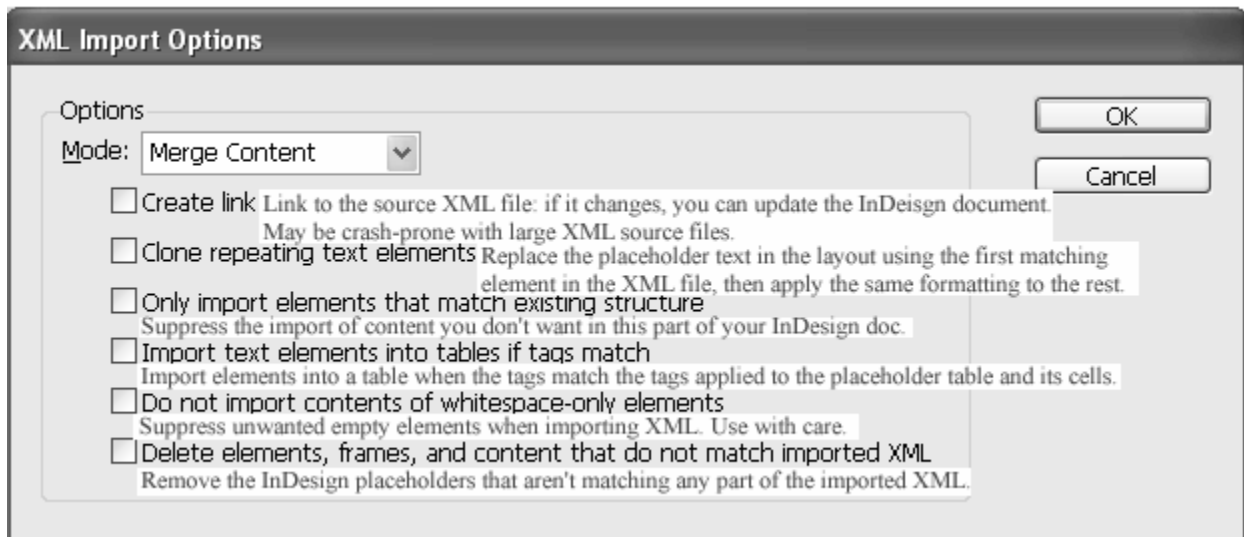 XML Import Options
Options
OK
Mode: Merge Content
Cancel
Create link Link to the source XML file: if it changes, you can update the InDeisgn document.
May be crash-prone with large XML source files.
Clone repeating text elements Replace the placeholder text in the layout using the first matching
element in the XML file, then apply the same formatting to the rest.
Only import elements that match existing structure
Suppress the import of content you don't want in this part of your InDesign doc.
Import text elements into tables if tags match
Import elements into a table when the tags match the tags applied to the placeholder table and its cells.
Do not import contents of whitespace-only elements
Suppress unwanted empty elements when importing XML. Use with care.
Delete elements, frames, and content that do not match imported XML
Remove the InDesign placeholders that aren't matching any part of the imported XML.